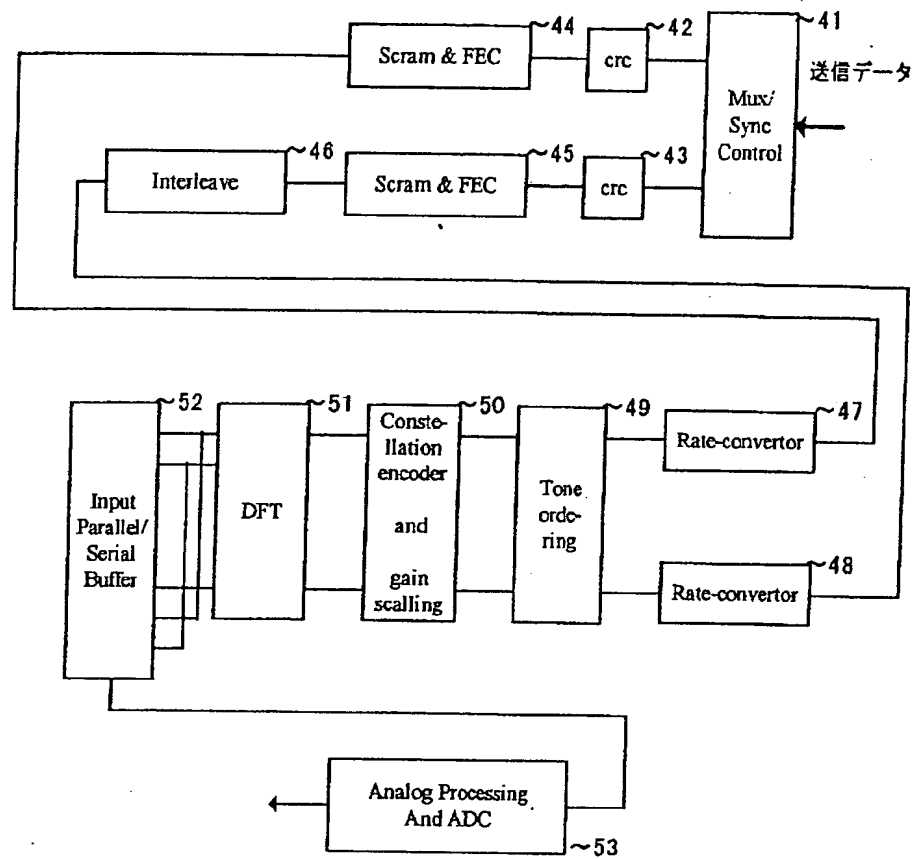 44
42
41
Scram & FEC
crc
Mux/
Sync
Control
送信データ
46
45
43
Interleave
Scram & FEC
crc
52
51
50
49
47
Input
Parallel/
Serial
Buffer
DFT
Conste-
llation
encoder
and
gain
scalling
Tone
orde-
ring
Rate-convertor
48
Rate-convertor
Analog Processing
And ADC
53